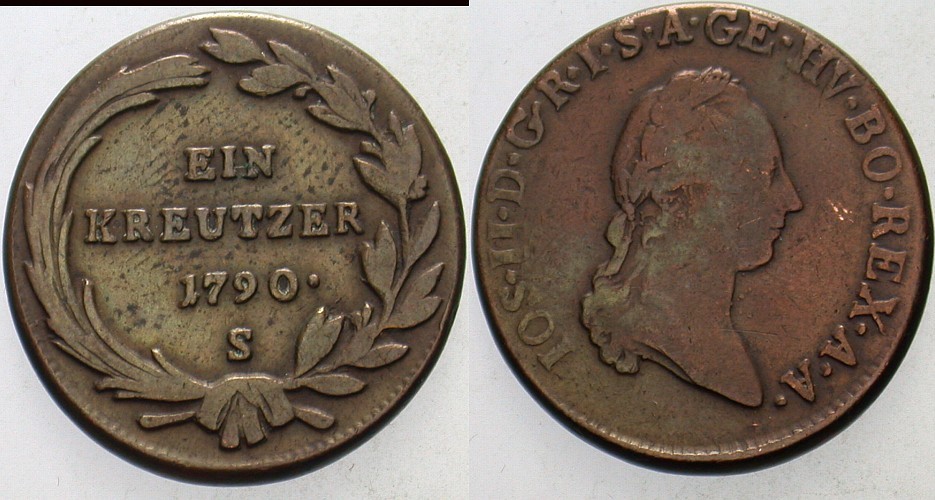 EIN
KREUTZER
1790·
S
IOS·II·D·G·R·I·S·A·GE·HV·BO·REX·A·A·